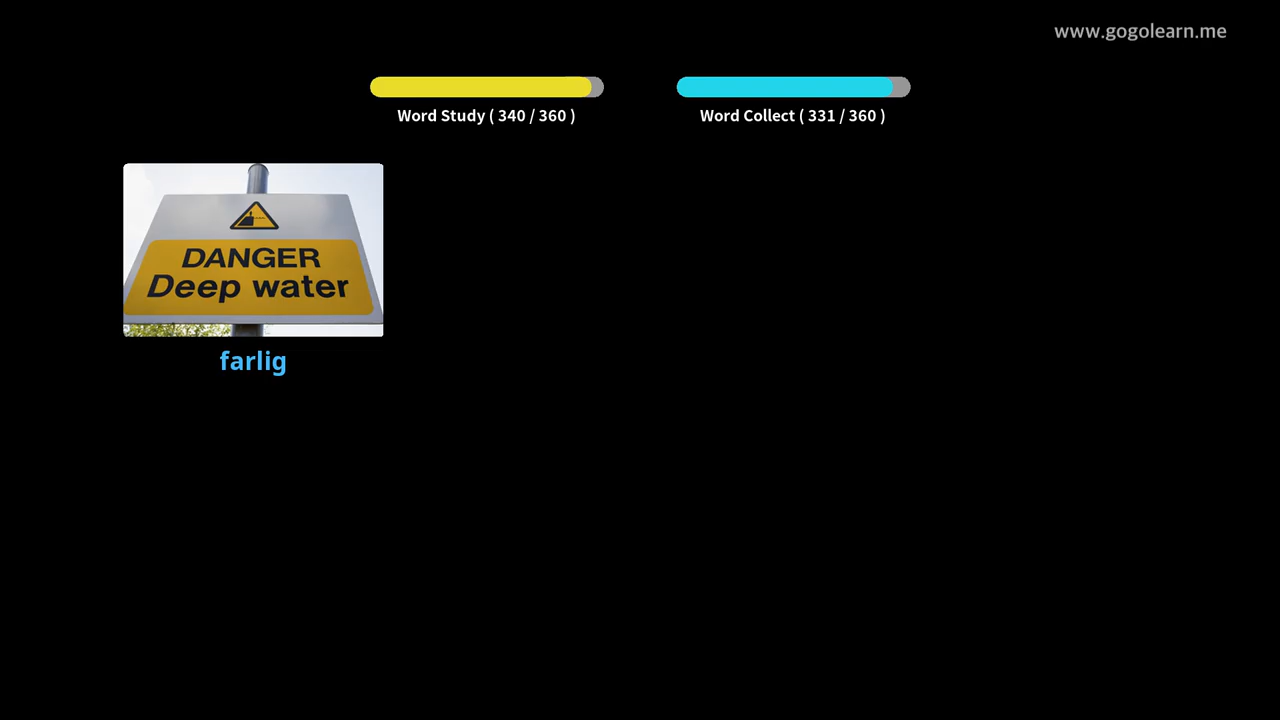 www.gogolearn.me
Word Study ( 340 / 360 )
Word Collect ( 331 / 360 )
DANGER
Deep water
farlig